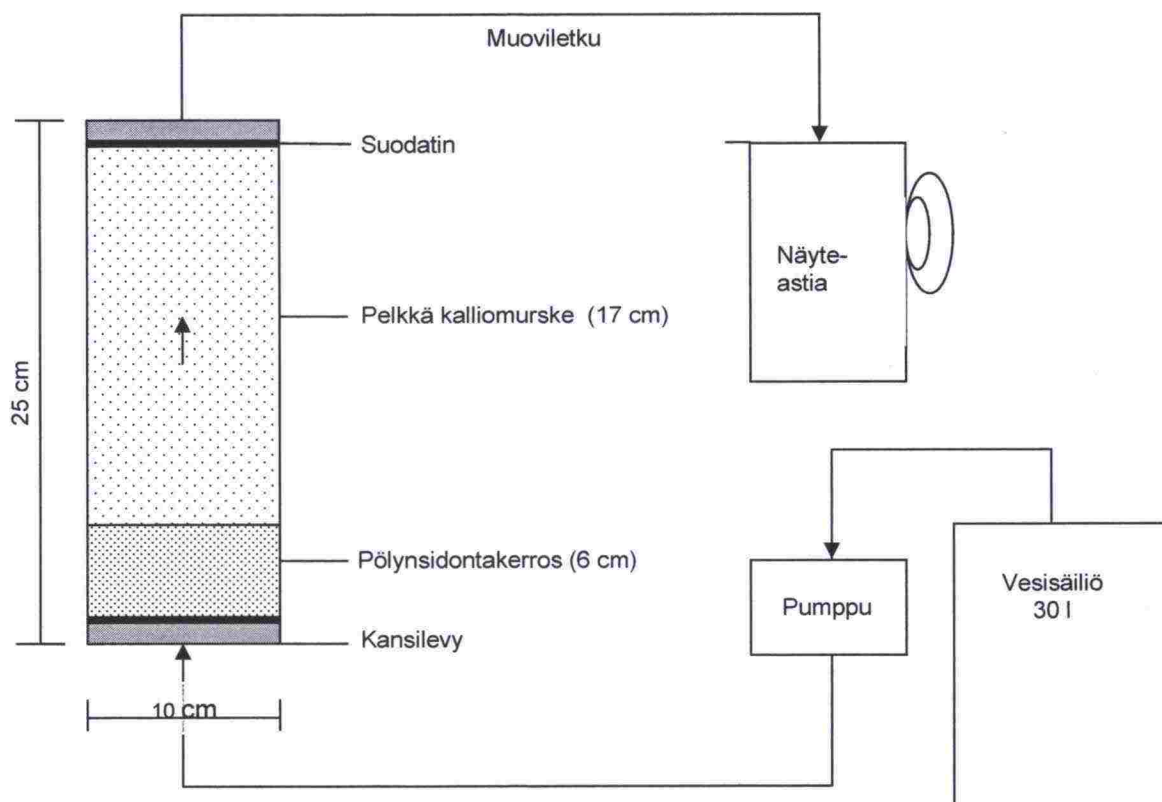 Muoviletku
Suodatin
Näyte-
astia
Pelkkä kalliomurske (17 cm)
25 cm
Pölynsidontakerros (6 cm)
Pumppu
Vesisäiliö
30 l
Kansilevy
10 cm